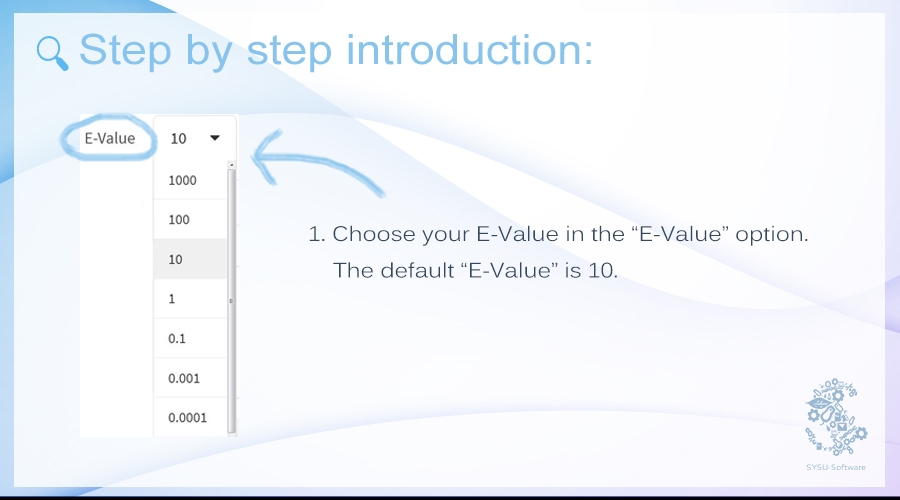 Step by step introduction:
E-Value
10
1000
100
10
1
0.1
0.001
0.0001
1. Choose your E-Value in the “E-Value” option.
The default “E-Value” is 10.
SYSU-Software